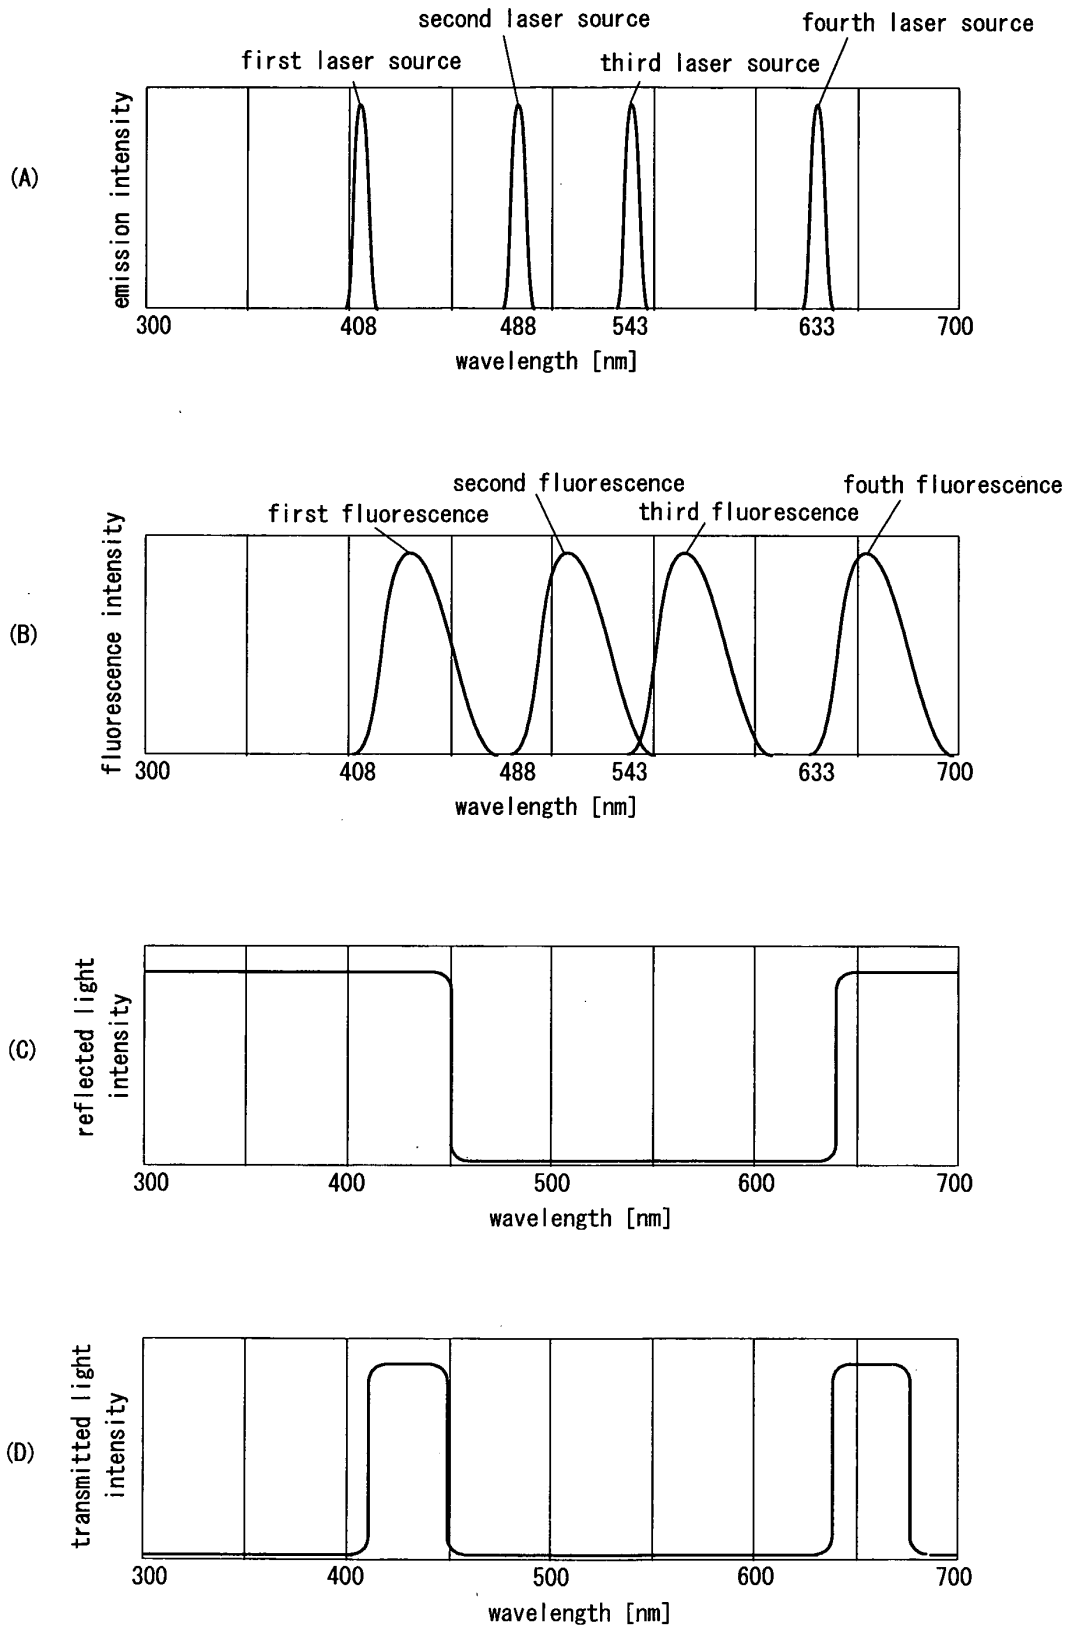 second laser source
fourth laser source
first laser source
third laser source
(A)
emission intensity
300 408 488 543 633 700
wavelength [nm]
second fluorescence
fouth fluorescence
first fluorescence
third fluorescence
(B)
fluorescence intensity
300 408 488 543 633 700
wavelength [nm]
(C)
reflected light
intensity
300 400 500 600 700
wavelength [nm]
(D)
transmitted light
intensity
300 400 500 600 700
wavelength [nm]